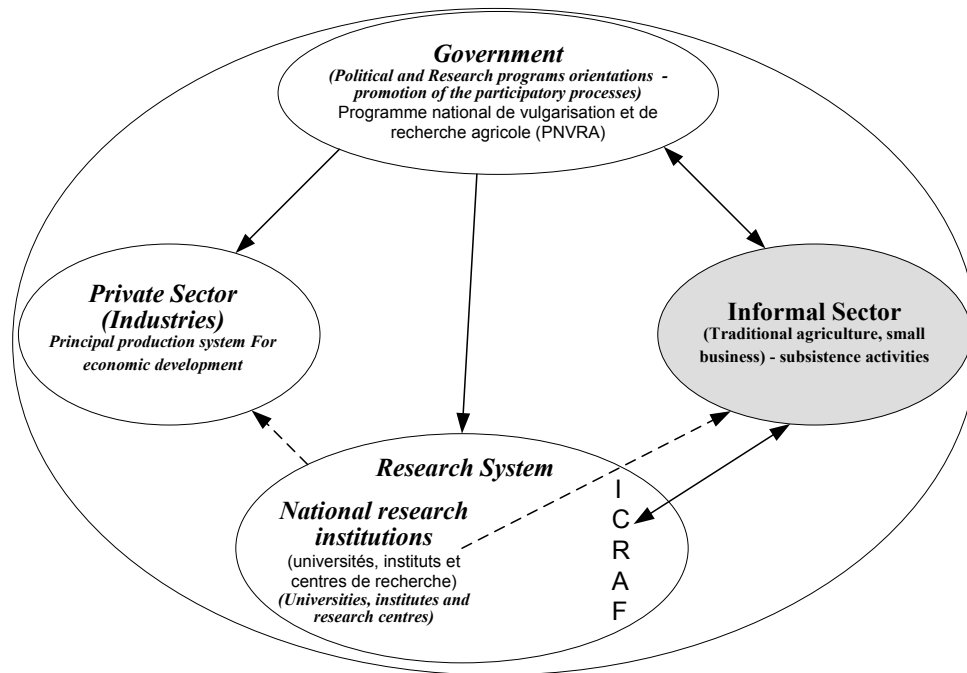 Government
(Political and Research programs orientations -
promotion of the participatory processes)
Programme national de vulgarisation et de
recherche agricole (PNVRA)
Private Sector
(Industries)
Principal production system For
economic development
Informal Sector
(Traditional agriculture, small
business) - subsistence activities
Research System
National research
institutions
(universités, instituts et
centres de recherche)
(Universities, institutes and
research centres)
I
C
R
A
F